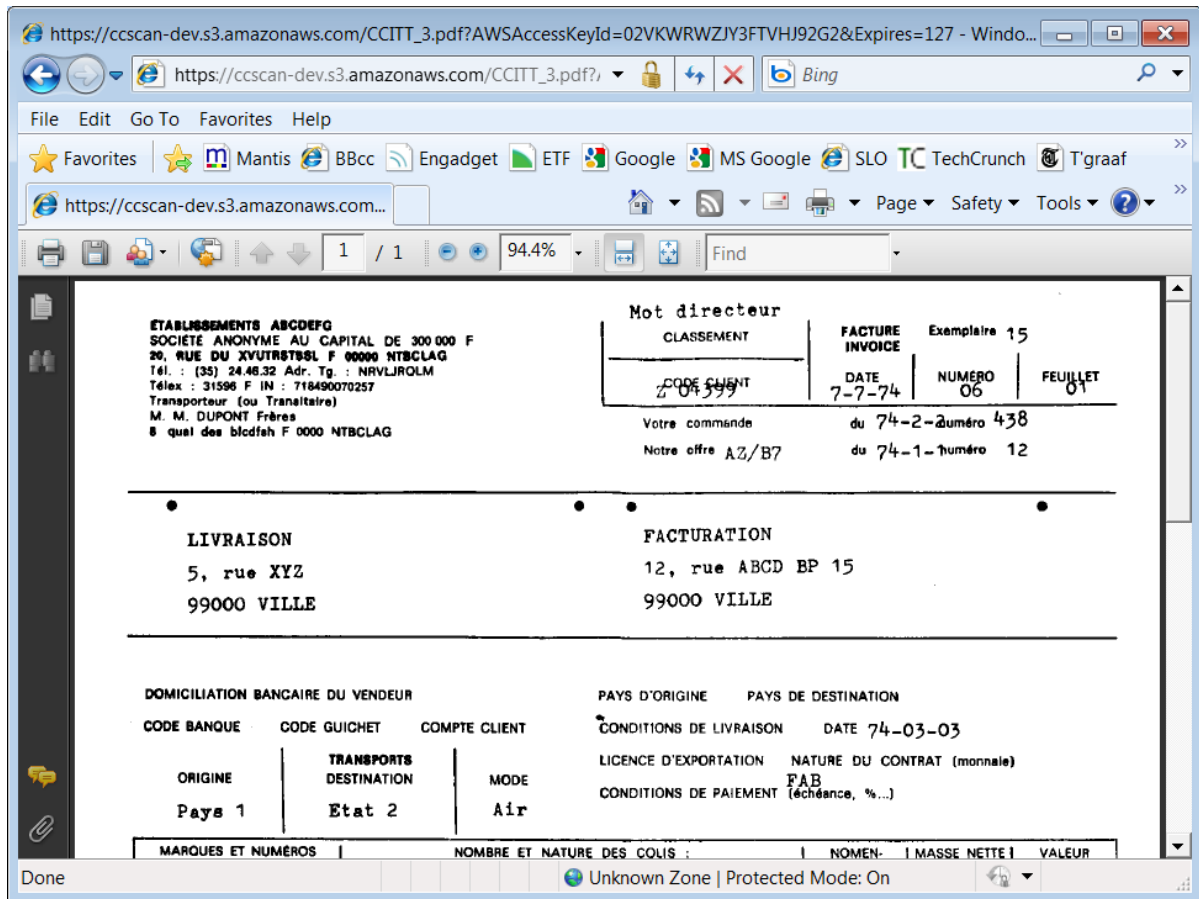 https://ccscan-dev.s3.amazonaws.com/CCITT_3.pdf?AWSAccessKeyId=02VKWRWZJY3FTVHJ92G2&Expires=127 - Windo...
https://ccscan-dev.s3.amazonaws.com/CCITT_3.pdf?/ Bing
File Edit Go To Favorites Help
Favorites Mantis BBcc Engadget ETF Google MS Google SLO TechCrunch T'graaf
https://ccscan-dev.s3.amazonaws.com... Page Safety Tools
1 / 1 94.4% Find
ÉTABLISSEMENTS ABCDEFG
SOCIÉTÉ ANONYME AU CAPITAL DE 300 000 F
20, RUE DU XVUTRSTSSL F 00000 NTBCLAG
Tél. : (35) 24.46.32 Adr. Tg. : NRVLJROLM
Télex : 31596 F IN : 718490070257
Transporteur (ou Transitaire)
M. M. DUPONT Frères
8 quai des blcdfah F 0000 NTBCLAG
Mot directeur
CLASSEMENT
FACTURE Exemplaire 15
INVOICE
CODE CLIENT DATE NUMÉRO FEUILLET
Z 04399 7-7-74 06 01
Votre commande du 74-2-2 numéro 438
Notre offre AZ/B7 du 74-1-1 numéro 12
LIVRAISON
5, rue XYZ
99000 VILLE
FACTURATION
12, rue ABCD BP 15
99000 VILLE
DOMICILIATION BANCAIRE DU VENDEUR
CODE BANQUE CODE GUICHET COMPTE CLIENT
TRANSPORTS
ORIGINE DESTINATION MODE
Pays 1 Etat 2 Air
PAYS D'ORIGINE PAYS DE DESTINATION
CONDITIONS DE LIVRAISON DATE 74-03-03
LICENCE D'EXPORTATION NATURE DU CONTRAT (monnaie)
FAB
CONDITIONS DE PAIEMENT (échéance, %...)
MARQUES ET NUMÉROS NOMBRE ET NATURE DES COLIS : NOMEN- MASSE NETTE VALEUR
Done Unknown Zone | Protected Mode: On